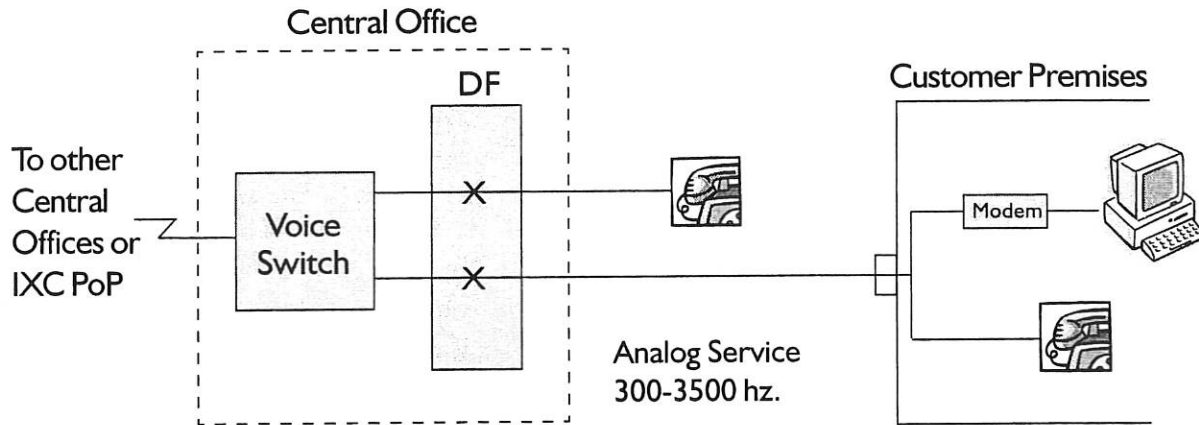 Central Office
DF
Customer Premises
To other
Central
Offices or
IXC PoP
Voice
Switch
Modem
Analog Service
300-3500 hz.